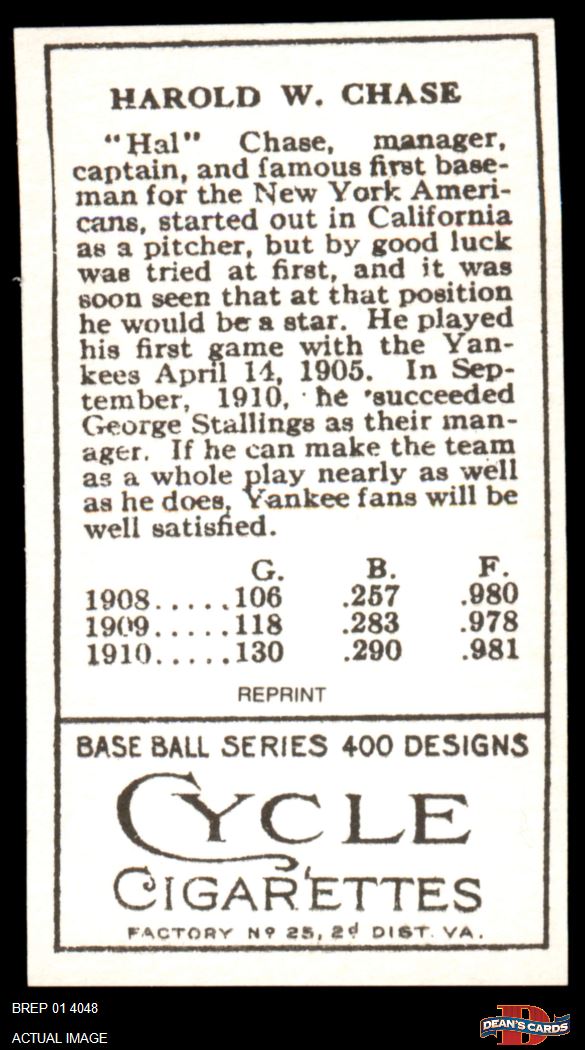 HAROLD W. CHASE
"Hal" Chase, manager,
captain, and famous first base-
man for the New York Ameri-
cans, started out in California
as a pitcher, but by good luck
was tried at first, and it was
soon seen that at that position
he would be a star. He played
his first game with the Yan-
kees April 14, 1905. In Sep-
tember, 1910, he succeeded
George Stallings as their man-
ager. If he can make the team
as a whole play nearly as well
as he does, Yankee fans will be
well satisfied.
G. B. F.
1908.....106 .257 .980
1909.....118 .283 .978
1910.....130 .290 .981
REPRINT
BASE BALL SERIES 400 DESIGNS
CYCLE
CIGARETTES
FACTORY Nº 25, 2d DIST. VA.
BREP 01 4048
ACTUAL IMAGE
D
DEAN'S CARDS